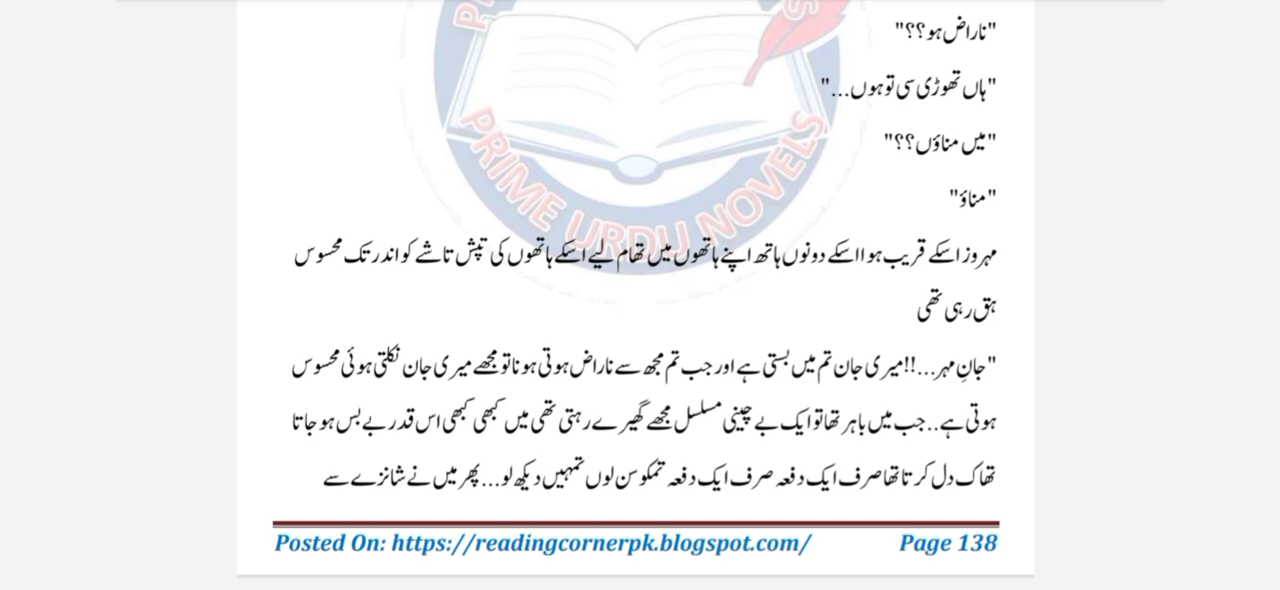 "ناراض ہو؟؟"
"ہاں تھوڑی سی تو ہوں..."
"میں مناؤں؟؟"
"مناؤ"
مہروز اسکے قریب ہوا اسکے دونوں ہاتھ اپنے ہاتھوں میں تھام لیے اسکے ہاتھوں کی تپش تاشے کو اندر تک محسوس
ہق رہی تھی
"جانِ مہر...!!میری جان تم میں بستی ہے اور جب تم مجھ سے ناراض ہوتی ہو نا تو مجھے میری جان نکلتی ہوئی محسوس
ہوتی ہے..جب میں باہر تھا تو ایک بے چینی مسلسل مجھے گھیرے رہتی تھی میں کبھی کبھی اس قدر بے بس ہو جاتا
تھاک دل کرتا تھا صرف ایک دفعہ صرف ایک دفعہ تمکو سن لوں تمہیں دیکھ لو...پھر میں نے شانزے سے
PRIME URDU NOVELS
Posted On: https://readingcornerpk.blogspot.com/ Page 138